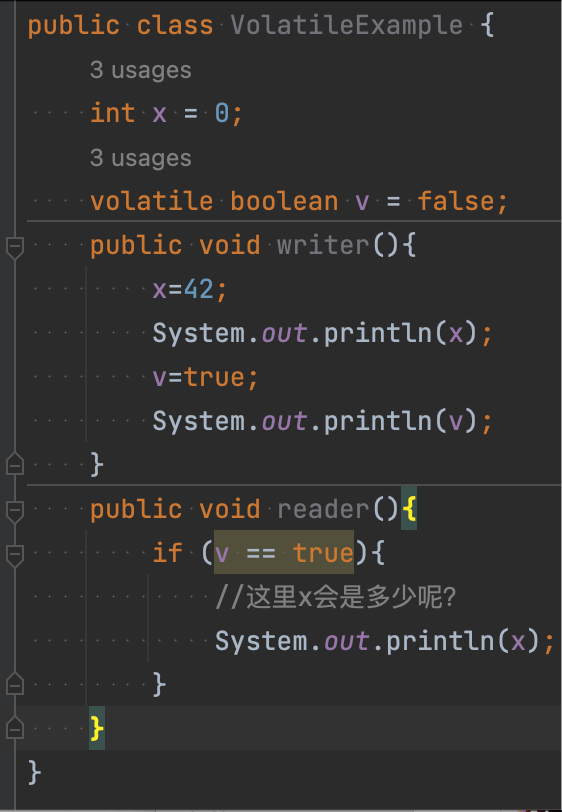 public class VolatileExample {
3 usages
int x = 0;
3 usages
volatile boolean v = false;
public void writer(){
x=42;
System.out.println(x);
v=true;
System.out.println(v);
}
public void reader(){
if (v == true){
//这里x会是多少呢?
System.out.println(x);
}
}
}